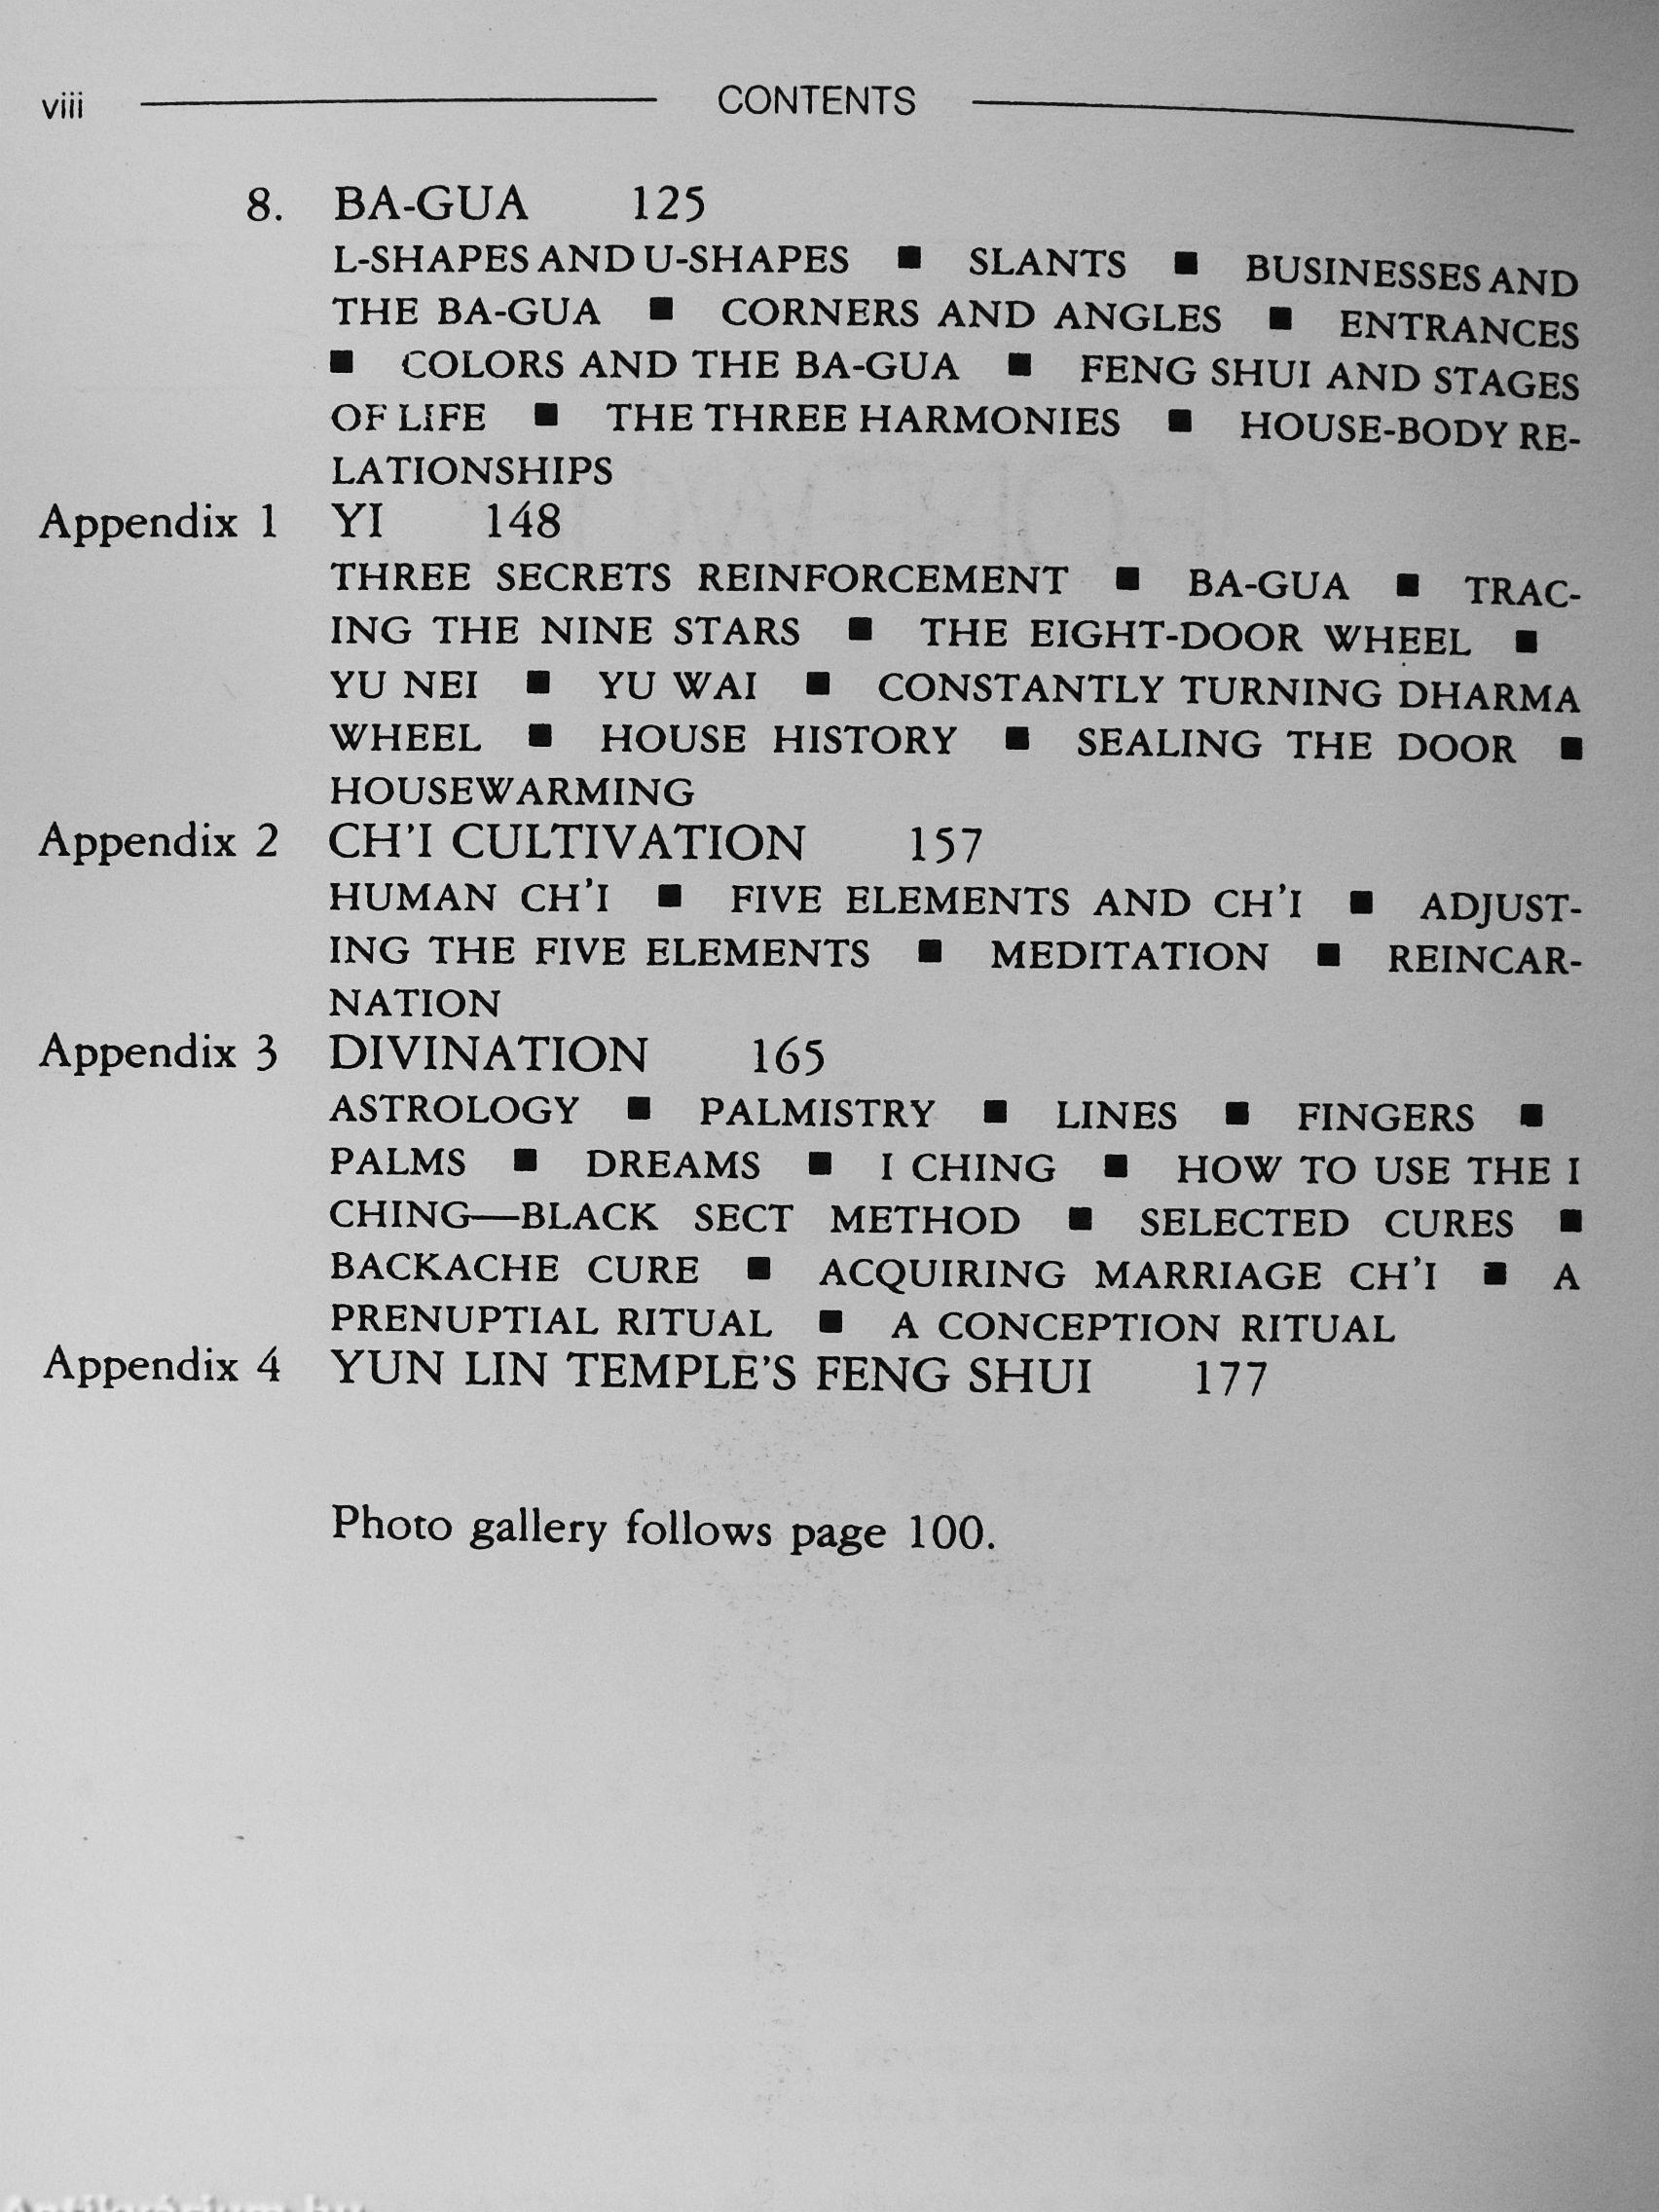 viii CONTENTS
8. BA-GUA 125
L-SHAPES AND U-SHAPES ■ SLANTS ■ BUSINESSES AND
THE BA-GUA ■ CORNERS AND ANGLES ■ ENTRANCES
■ COLORS AND THE BA-GUA ■ FENG SHUI AND STAGES
OF LIFE ■ THE THREE HARMONIES ■ HOUSE-BODY RE-
LATIONSHIPS
Appendix 1 YI 148
THREE SECRETS REINFORCEMENT ■ BA-GUA ■ TRAC-
ING THE NINE STARS ■ THE EIGHT-DOOR WHEEL ■
YU NEI ■ YU WAI ■ CONSTANTLY TURNING DHARMA
WHEEL ■ HOUSE HISTORY ■ SEALING THE DOOR ■
HOUSEWARMING
Appendix 2 CH'I CULTIVATION 157
HUMAN CH'I ■ FIVE ELEMENTS AND CH'I ■ ADJUST-
ING THE FIVE ELEMENTS ■ MEDITATION ■ REINCAR-
NATION
Appendix 3 DIVINATION 165
ASTROLOGY ■ PALMISTRY ■ LINES ■ FINGERS ■
PALMS ■ DREAMS ■ I CHING ■ HOW TO USE THE I
CHING—BLACK SECT METHOD ■ SELECTED CURES ■
BACKACHE CURE ■ ACQUIRING MARRIAGE CH'I ■ A
PRENUPTIAL RITUAL ■ A CONCEPTION RITUAL
Appendix 4 YUN LIN TEMPLE'S FENG SHUI 177
Photo gallery follows page 100.